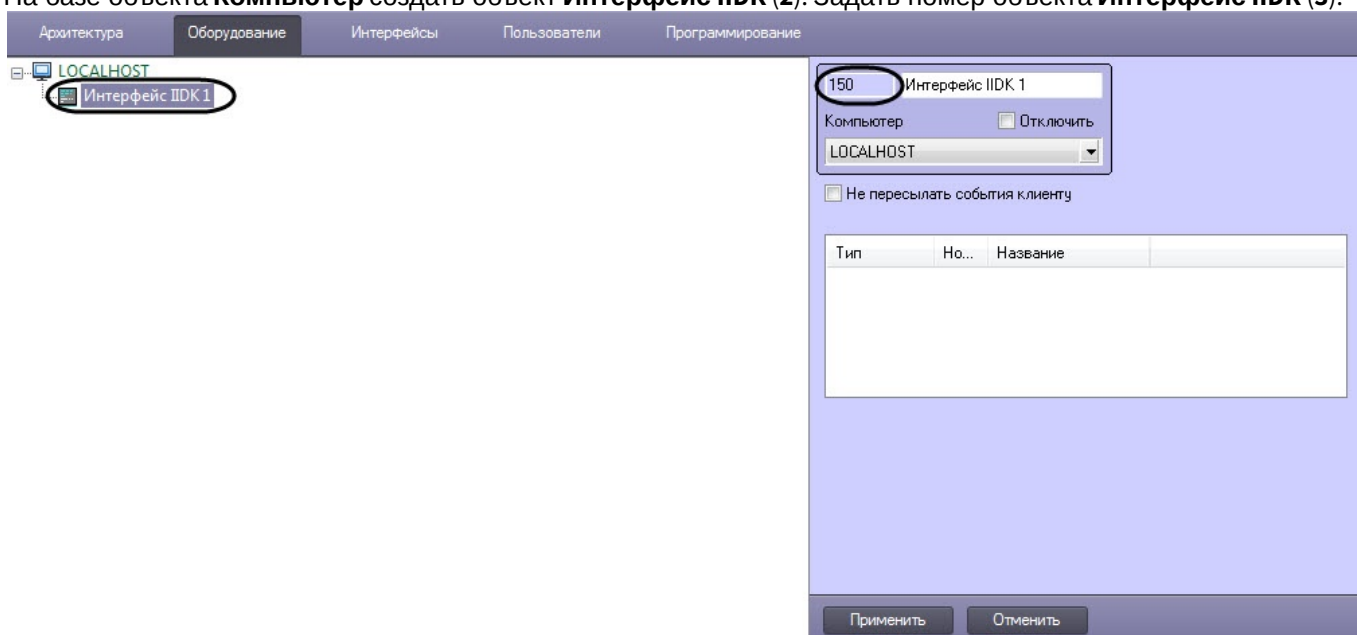 На базе объекта Компьютер создать объект Интерфейс IIDK (2). Задать номер объекта Интерфейс IIDK (3).
Архитектура Оборудование Интерфейсы Пользователи Программирование
LOCALHOST
Интерфейс IIDK 1
150 Интерфейс IIDK 1
Компьютер Отключить
LOCALHOST
Не пересылать события клиенту
Тип Но... Название
Применить Отменить